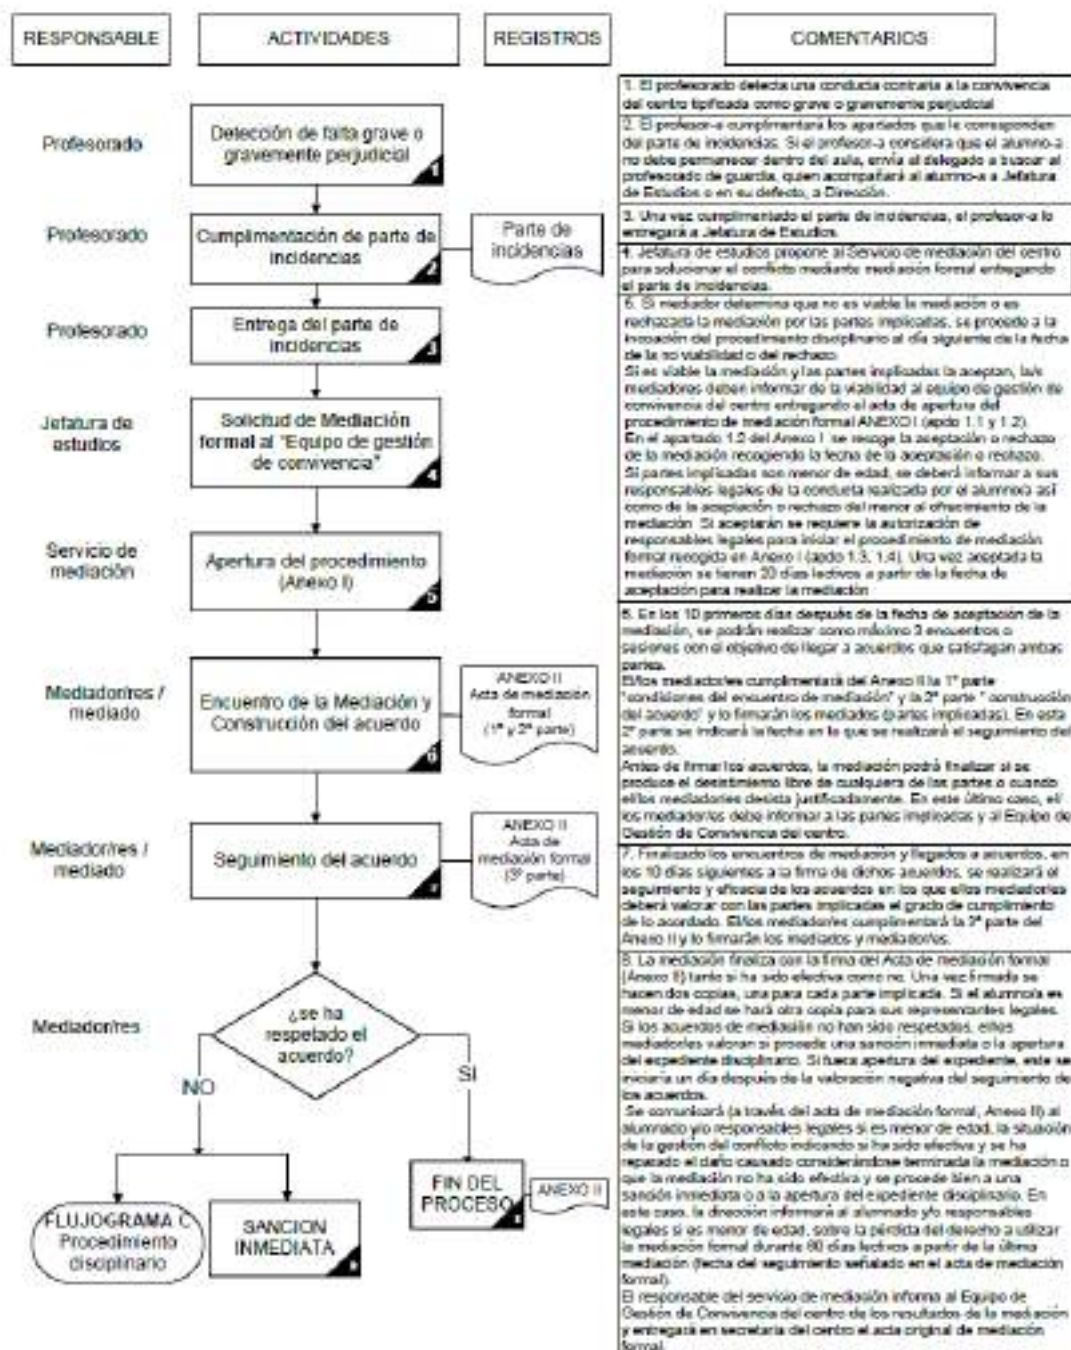 RESPONSABLE
ACTIVIDADES
REGISTROS
COMENTARIOS
Profesorado
Detección de falta grave o
gravemente perjudicial
1
Profesorado
Cumplimentación de parte de
incidencias
2
Parte de
incidencias
Profesorado
Entrega del parte de
incidencias
3
Jefatura de
estudios
Solicitud de Mediación
formal al "Equipo de gestión
de convivencia"
4
Servicio de
mediación
Apertura del procedimiento
(Anexo I)
5
Mediador/res /
mediado
Encuentro de la Mediación y
Construcción del acuerdo
6
ANEXO II
Acta de mediación
formal
(1ª y 2ª parte)
Mediador/res /
mediado
Seguimiento del acuerdo
7
ANEXO II
Acta de
mediación formal
(3ª parte)
Mediador/res
¿se ha
respetado el
acuerdo?
NO
SI
FLUJOGRAMA C
Procedimiento
disciplinario
SANCION
INMEDIATA
FIN DEL
PROCESO
ANEXO II
1. El profesorado detecta una conducta contraria a la convivencia
del centro tipificada como grave o gravemente perjudicial
2. El profesor-a cumplimentará los apartados que le corresponden
del parte de incidencias. Si el profesor-a considera que el alumno-a
no debe permanecer dentro del aula, envía al delegado a buscar al
profesorado de guardia, quien acompañará al alumno-a a Jefatura
de Estudios o en su defecto, a Dirección.
3. Una vez cumplimentado el parte de incidencias, el profesor-a lo
entregará a Jefatura de Estudios.
4. Jefatura de estudios propone al Servicio de mediación del centro
para solucionar el conflicto mediante mediación formal entregando
el parte de incidencias.
5. Si mediador determina que no es viable la mediación o es
rechazada la mediación por las partes implicadas, se procede a la
incoación del procedimiento disciplinario al día siguiente de la fecha
de la no viabilidad o del rechazo.
Si es viable la mediación y las partes implicadas la aceptan, la/s
mediadores deben informar de la viabilidad al equipo de gestión de
convivencia del centro entregando el acta de apertura del
procedimiento de mediación formal ANEXO I (apdo 1.1 y 1.2).
En el apartado 1.2 del Anexo I se recoge la aceptación o rechazo
de la mediación recogiendo la fecha de la aceptación o rechazo.
Si partes implicadas son menor de edad, se deberá informar a sus
responsables legales de la conducta realizada por el alumno/a así
como de la aceptación o rechazo del menor al ofrecimiento de la
mediación. Si aceptarán se requiere la autorización de
responsables legales para iniciar el procedimiento de mediación
formal recogida en Anexo I (apdo 1.3, 1.4). Una vez aceptada la
mediación se tienen 20 días lectivos a partir de la fecha de
aceptación para realizar la mediación
6. En los 10 primeros días después de la fecha de aceptación de la
mediación, se podrán realizar como máximo 3 encuentros o
sesiones con el objetivo de llegar a acuerdos que satisfagan ambas
partes.
El/los mediador/es cumplimentará del Anexo II la 1ª parte
"condiciones del encuentro de mediación" y la 2ª parte " construcción
del acuerdo" y lo firmarán los mediados (partes implicadas). En esta
2ª parte se indicará la fecha en la que se realizará el seguimiento del
acuerdo.
Antes de firmar los acuerdos, la mediación podrá finalizar si se
produce el desistimiento libre de cualquiera de las partes o cuando
el/los mediador/es desista justificadamente. En este último caso, el/
los mediador/es debe informar a las partes implicadas y al Equipo de
Gestión de Convivencia del centro.
7. Finalizado los encuentros de mediación y llegados a acuerdos, en
los 10 días siguientes a la firma de dichos acuerdos, se realizará el
seguimiento y eficacia de los acuerdos en los que el/los mediador/es
deberá valorar con las partes implicadas el grado de cumplimiento
de lo acordado. El/los mediador/es cumplimentará la 3ª parte del
Anexo II y lo firmarán los mediados y mediador/es.
8. La mediación finaliza con la firma del Acta de mediación formal
(Anexo II) tanto si ha sido efectiva como no. Una vez firmada se
hacen dos copias, una para cada parte implicada. Si el alumno/a es
menor de edad se hará otra copia para sus representantes legales.
Si los acuerdos de mediación no han sido respetados, el/los
mediador/es valoran si procede una sanción inmediata o la apertura
del expediente disciplinario. Si fuera apertura del expediente, este se
iniciaría un día después de la valoración negativa del seguimiento de
los acuerdos.
Se comunicará (a través del acta de mediación formal, Anexo II) al
alumnado y/o responsables legales si es menor de edad, la situación
de la gestión del conflicto indicando si ha sido efectiva y se ha
reparado el daño causado considerándose terminada la mediación o
que la mediación no ha sido efectiva y se procede bien a una
sanción inmediata o a la apertura del expediente disciplinario. En
este caso, la dirección informará al alumnado y/o responsables
legales si es menor de edad, sobre la pérdida del derecho a utilizar
la mediación formal durante 60 días lectivos a partir de la última
mediación (fecha del seguimiento señalado en el acta de mediación
formal).
El responsable del servicio de mediación informa al Equipo de
Gestión de Convivencia del centro de los resultados de la mediación
y entregará en secretaria del centro el acta original de mediación
formal.